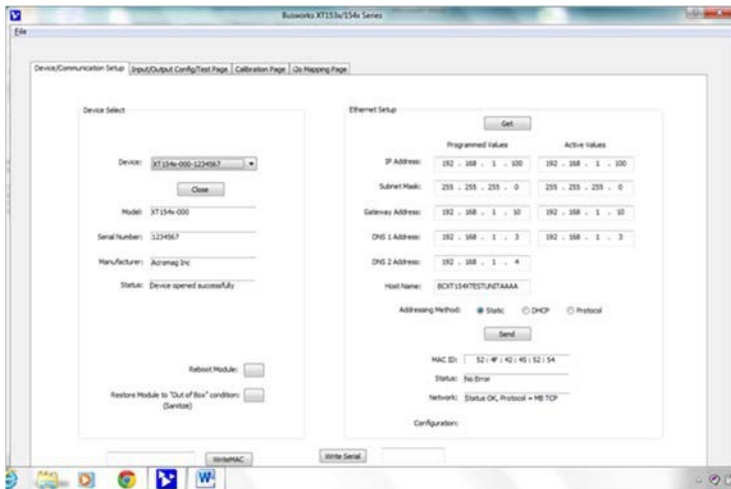 Busworks XT153x/154x Series
File
Device/Communication Setup Input/Output Config/Test Page Calibration Page i2o Mapping Page
Device Select
Device: XT154x-000-1234567
Close
Model: XT154x-000
Serial Number: 1234567
Manufacturer: Acromag Inc
Status: Device opened successfully
Reboot Module:
Restore Module to "Out of Box" condition:
(Sanitize)
WriteMAC
Ethernet Setup
Get
Programmed Values Active Values
IP Address: 192 . 168 . 1 . 100 192 . 168 . 1 . 100
Subnet Mask: 255 . 255 . 255 . 0 255 . 255 . 255 . 0
Gateway Address: 192 . 168 . 1 . 10 192 . 168 . 1 . 10
DNS 1 Address: 192 . 168 . 1 . 3 192 . 168 . 1 . 3
DNS 2 Address: 192 . 168 . 1 . 4
Host Name: BCXT154XTESTUNITAAAA
Addressing Method: Static DHCP Protocol
Send
MAC ID: 52 : 4F : 42 : 45 : 52 : 54
Status: No Error
Network: Status OK, Protocol = MB TCP
Configuration:
Write Serial